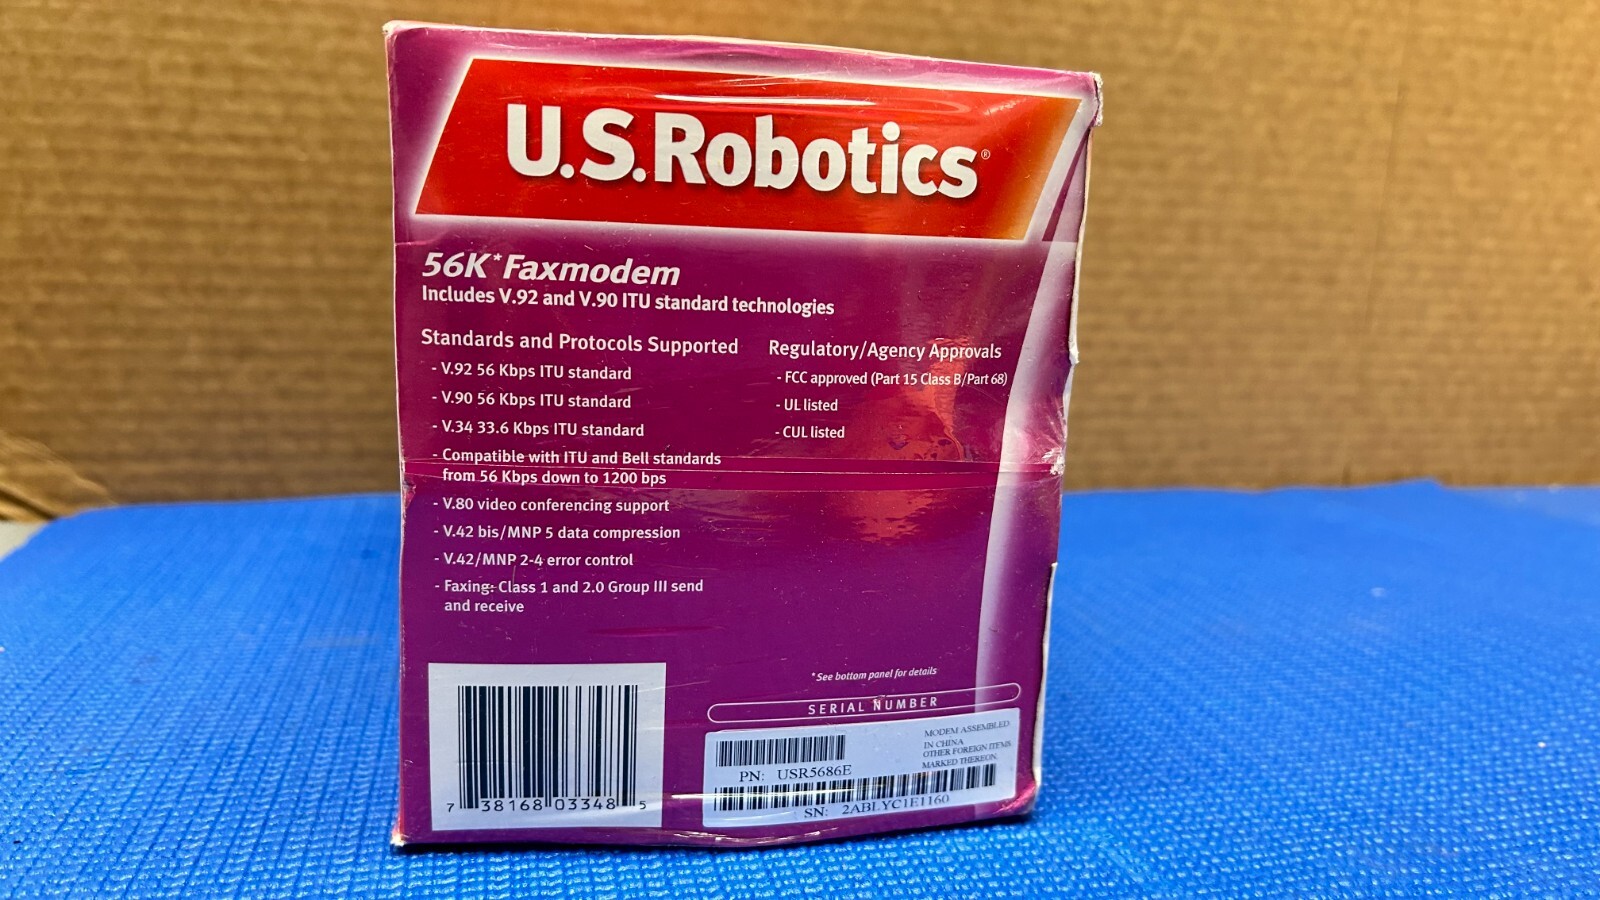 U.S.Robotics®
56K* Faxmodem
Includes V.92 and V.90 ITU standard technologies
Standards and Protocols Supported
- V.92 56 Kbps ITU standard
- V.90 56 Kbps ITU standard
- V.34 33.6 Kbps ITU standard
- Compatible with ITU and Bell standards
from 56 Kbps down to 1200 bps
- V.80 video conferencing support
- V.42 bis/MNP 5 data compression
- V.42/MNP 2-4 error control
- Faxing: Class 1 and 2.0 Group III send
and receive
Regulatory/Agency Approvals
- FCC approved (Part 15 Class B/Part 68)
- UL listed
- CUL listed
*See bottom panel for details
SERIAL NUMBER
MODEM ASSEMBLED
IN CHINA
OTHER FOREIGN ITEMS
MARKED THEREON.
PN: USR5686E
SN: 2ABLYC1E1160
7 38168 03348 5